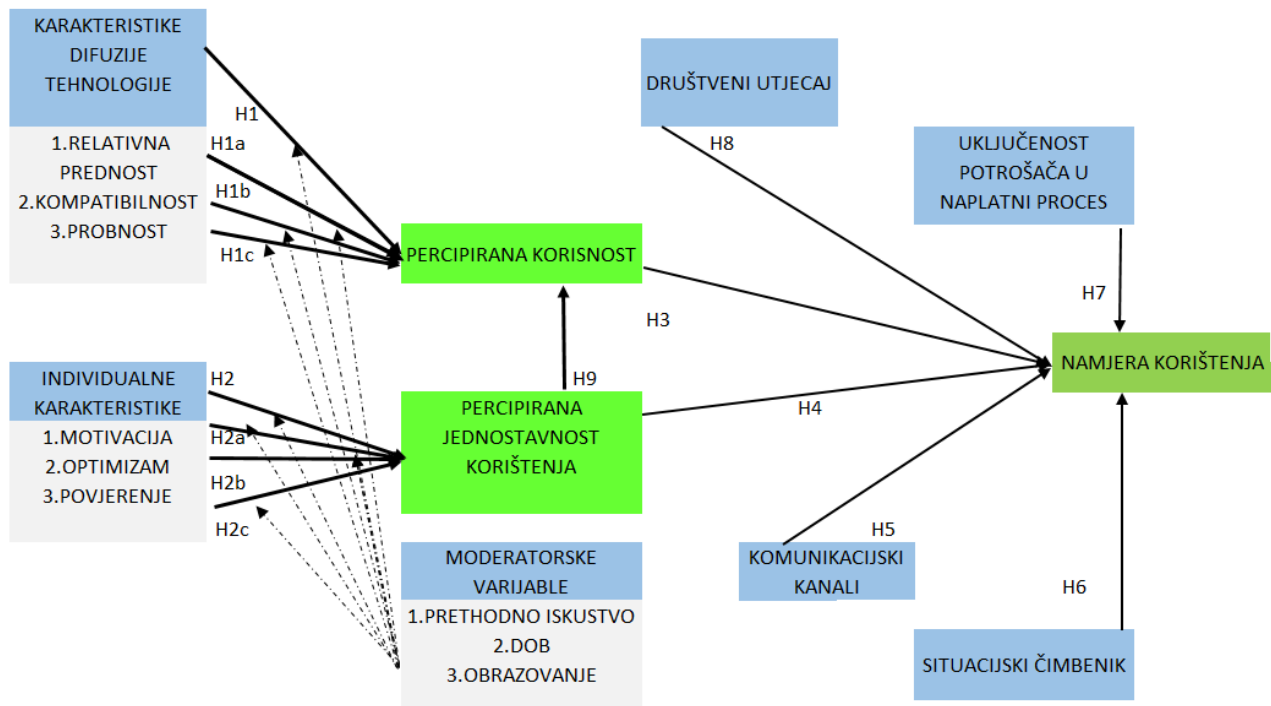 KARAKTERISTIKE
DIFUZIJE
TEHNOLOGIJE
1.RELATIVNA
PREDNOST
2.KOMPATIBILNOST
3.PROBNOST
H1
H1a
H1b
H1c
INDIVIDUALNE
KARAKTERISTIKE
1.MOTIVACIJA
2.OPTIMIZAM
3.POVJERENJE
H2
H2a
H2b
H2c
PERCIPIRANA KORISNOST
H9
PERCIPIRANA
JEDNOSTAVNOST
KORIŠTENJA
MODERATORSKE
VARIJABLE
1.PRETHODNO ISKUSTVO
2.DOB
3.OBRAZOVANJE
DRUŠTVENI UTJECAJ
H8
H3
H4
H5
KOMUNIKACIJSKI
KANALI
UKLJUČENOST
POTROŠAČA U
NAPLATNI PROCES
H7
NAMJERA KORIŠTENJA
H6
SITUACIJSKI ČIMBENIK